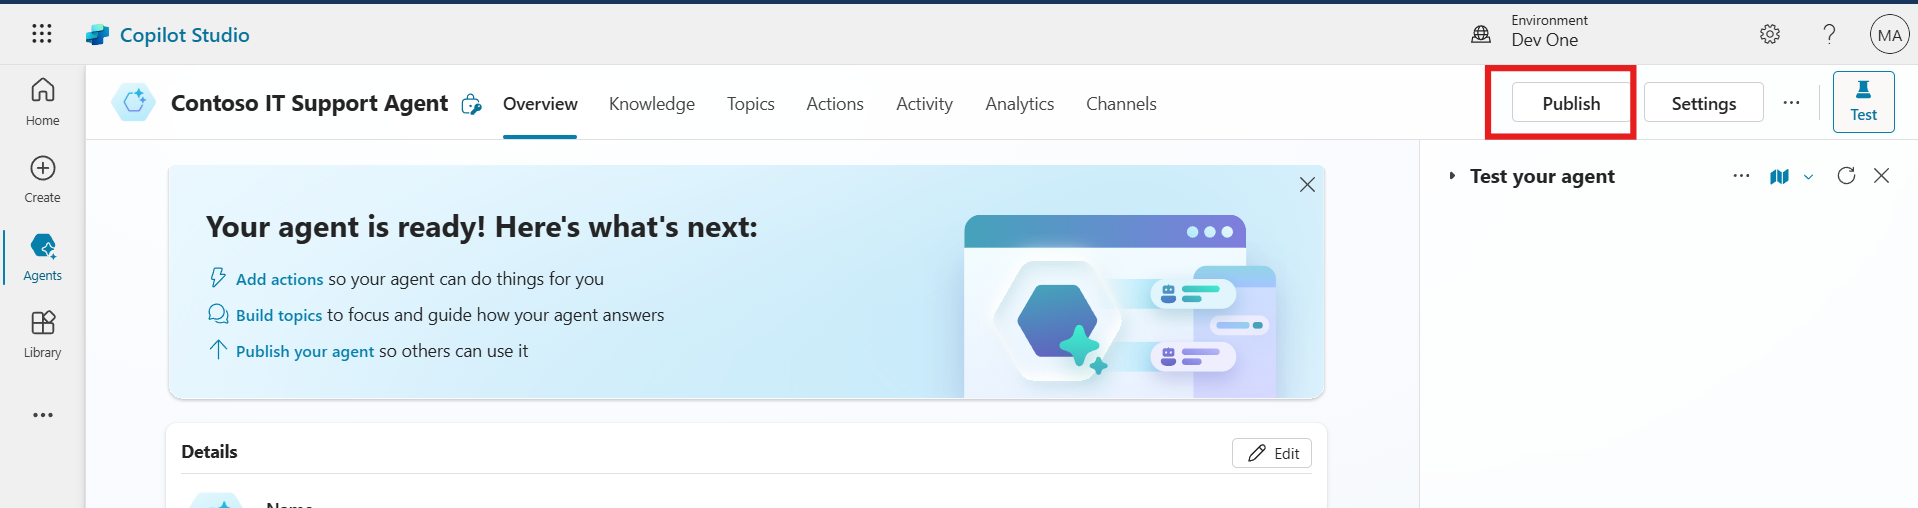 Copilot Studio
Environment
Dev One
MA
Home
Create
Agents
Library
Contoso IT Support Agent
Overview
Knowledge
Topics
Actions
Activity
Analytics
Channels
Publish
Settings
Test
Your agent is ready! Here's what's next:
Add actions so your agent can do things for you
Build topics to focus and guide how your agent answers
Publish your agent so others can use it
Details
Edit
Name
Test your agent